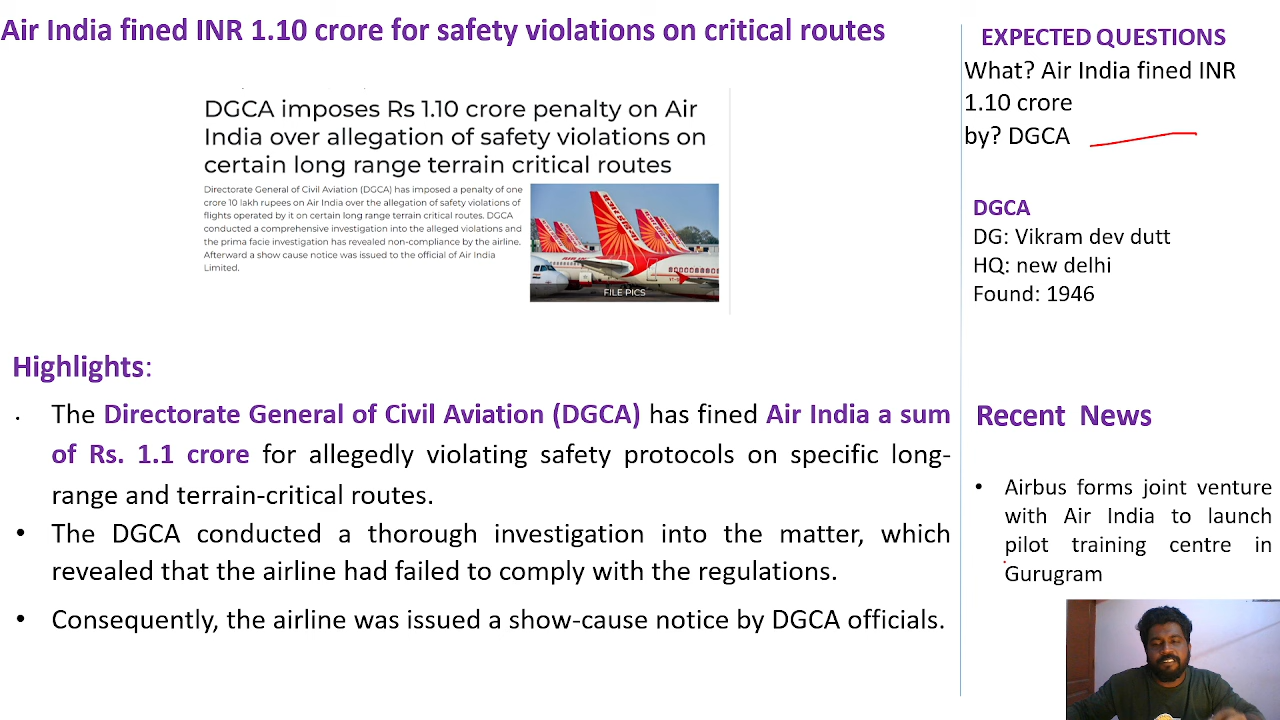 Air India fined INR 1.10 crore for safety violations on critical routes
DGCA imposes Rs 1.10 crore penalty on Air
India over allegation of safety violations on
certain long range terrain critical routes
Directorate General of Civil Aviation (DGCA) has imposed a penalty of one
crore 10 lakh rupees on Air India over the allegation of safety violations of
flights operated by it on certain long range terrain critical routes. DGCA
conducted a comprehensive investigation into the alleged violations and
the prima facie investigation has revealed non-compliance by the airline.
Afterward a show cause notice was issued to the official of Air India
Limited.
FILE PICS
Highlights:
The Directorate General of Civil Aviation (DGCA) has fined Air India a sum
of Rs. 1.1 crore for allegedly violating safety protocols on specific long-
range and terrain-critical routes.
• The DGCA conducted a thorough investigation into the matter, which
revealed that the airline had failed to comply with the regulations.
• Consequently, the airline was issued a show-cause notice by DGCA officials.
EXPECTED QUESTIONS
What? Air India fined INR
1.10 crore
by? DGCA
DGCA
DG: Vikram dev dutt
HQ: new delhi
Found: 1946
Recent News
• Airbus forms joint venture
with Air India to launch
pilot training centre in
Gurugram